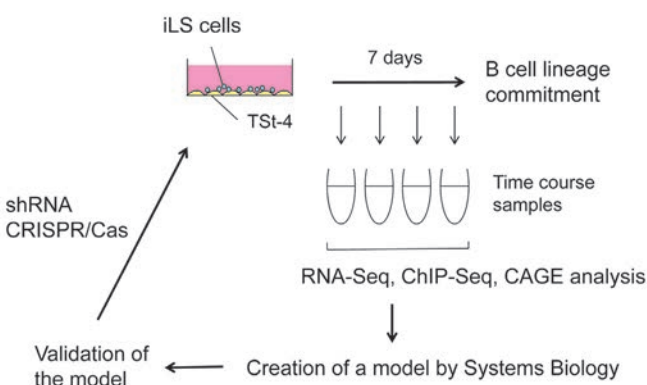 iLS cells
7 days
B cell lineage
commitment
TSt-4
Time course
samples
shRNA
CRISPR/Cas
RNA-Seq, ChIP-Seq, CAGE analysis
Validation of
the model
Creation of a model by Systems Biology